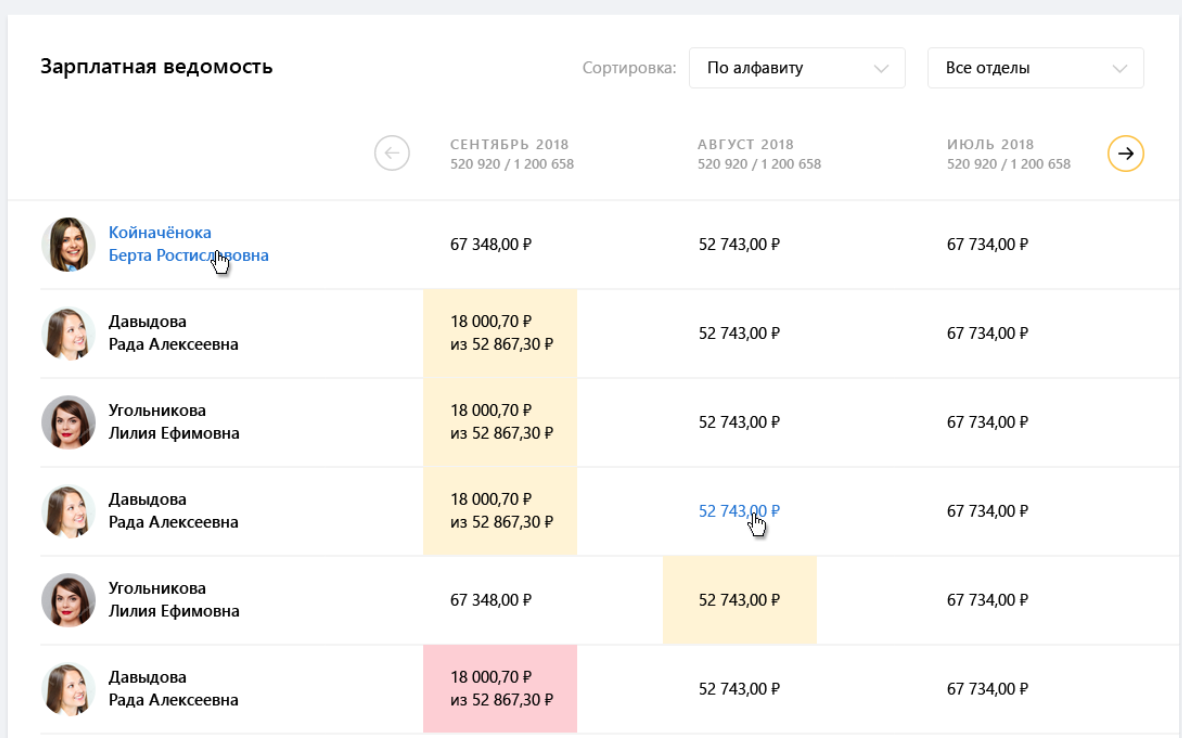 Зарплатная ведомость
Сортировка:
По алфавиту
Все отделы
СЕНТЯБРЬ 2018
520 920 / 1 200 658
АВГУСТ 2018
520 920 / 1 200 658
ИЮЛЬ 2018
520 920 / 1 200 658
Койначёнока
Берта Ростиславовна
67 348,00 ₽
52 743,00 ₽
67 734,00 ₽
Давыдова
Рада Алексеевна
18 000,70 ₽
из 52 867,30 ₽
52 743,00 ₽
67 734,00 ₽
Угольникова
Лилия Ефимовна
18 000,70 ₽
из 52 867,30 ₽
52 743,00 ₽
67 734,00 ₽
Давыдова
Рада Алексеевна
18 000,70 ₽
из 52 867,30 ₽
52 743,00 ₽
67 734,00 ₽
Угольникова
Лилия Ефимовна
67 348,00 ₽
52 743,00 ₽
67 734,00 ₽
Давыдова
Рада Алексеевна
18 000,70 ₽
из 52 867,30 ₽
52 743,00 ₽
67 734,00 ₽